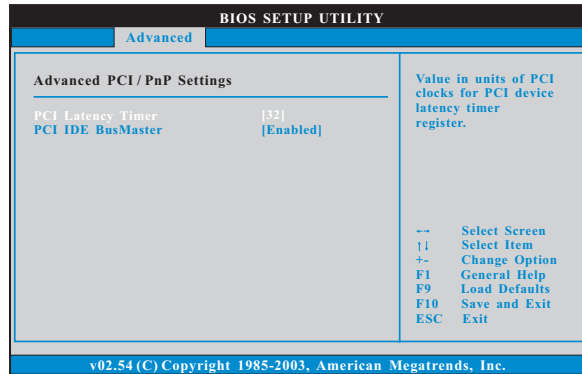 BIOS SETUP UTILITY
Advanced
Advanced PCI / PnP Settings
PCI Latency Timer [32]
PCI IDE BusMaster [Enabled]
Value in units of PCI
clocks for PCI device
latency timer
register.
←→ Select Screen
↑↓ Select Item
+- Change Option
F1 General Help
F9 Load Defaults
F10 Save and Exit
ESC Exit
v02.54 (C) Copyright 1985-2003, American Megatrends, Inc.